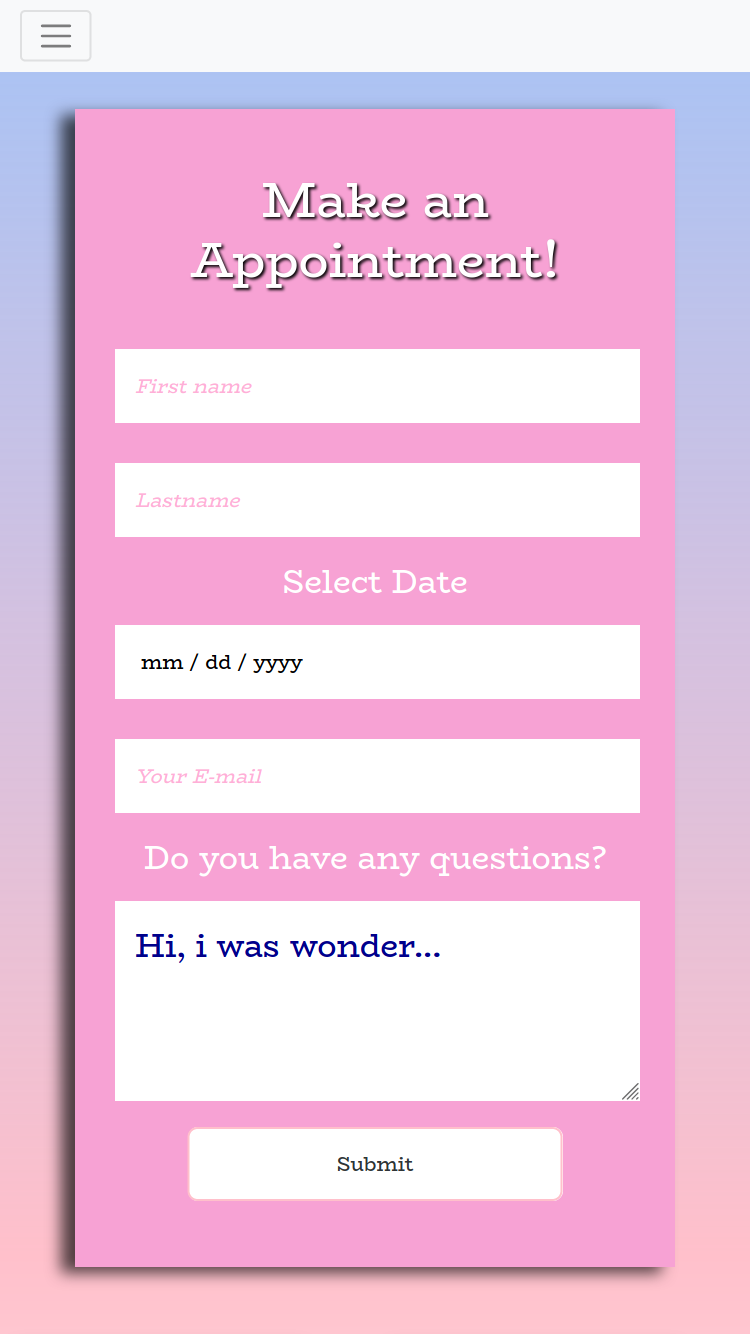 Make an
Appointment!
First name
Lastname
Select Date
mm / dd / yyyy
Your E-mail
Do you have any questions?
Hi, i was wonder...
Submit